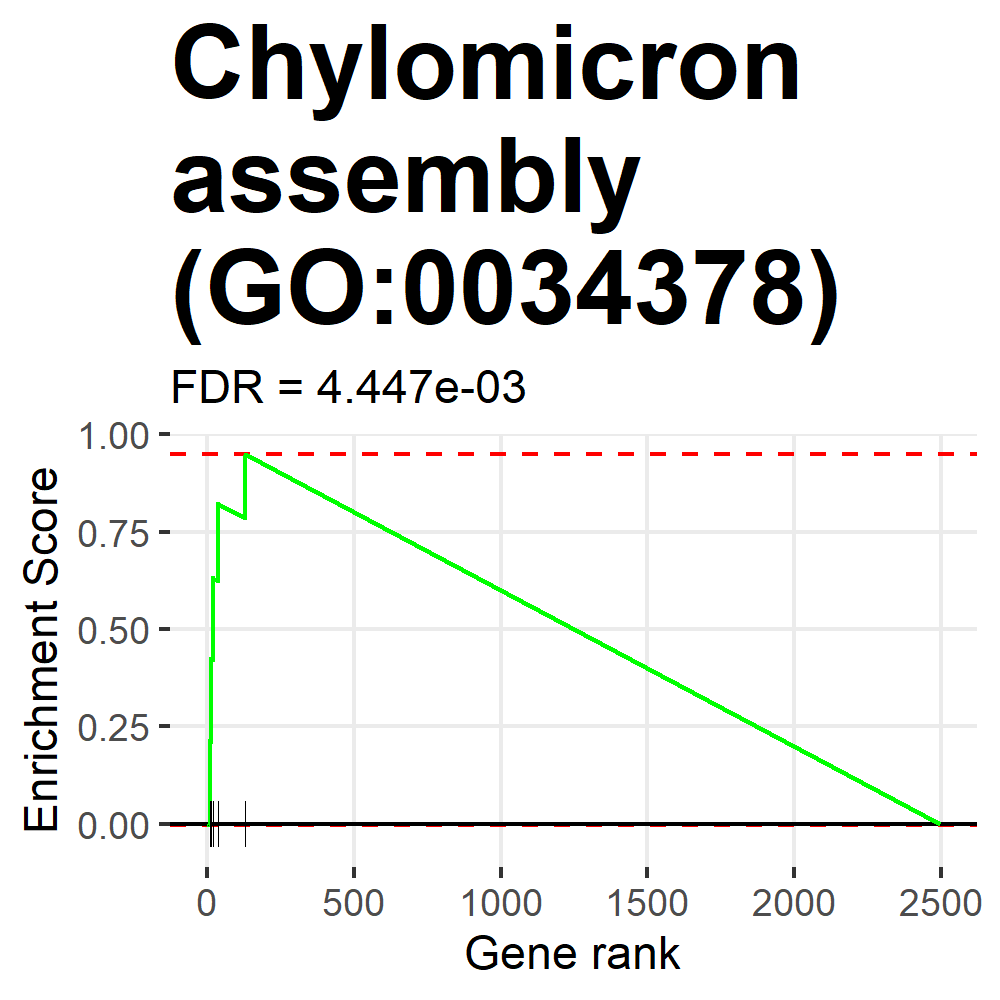 Chylomicron
assembly
(GO:0034378)
FDR = 4.447e-03
Enrichment Score
1.00
0.75
0.50
0.25
0.00
0 500 1000 1500 2000 2500
Gene rank